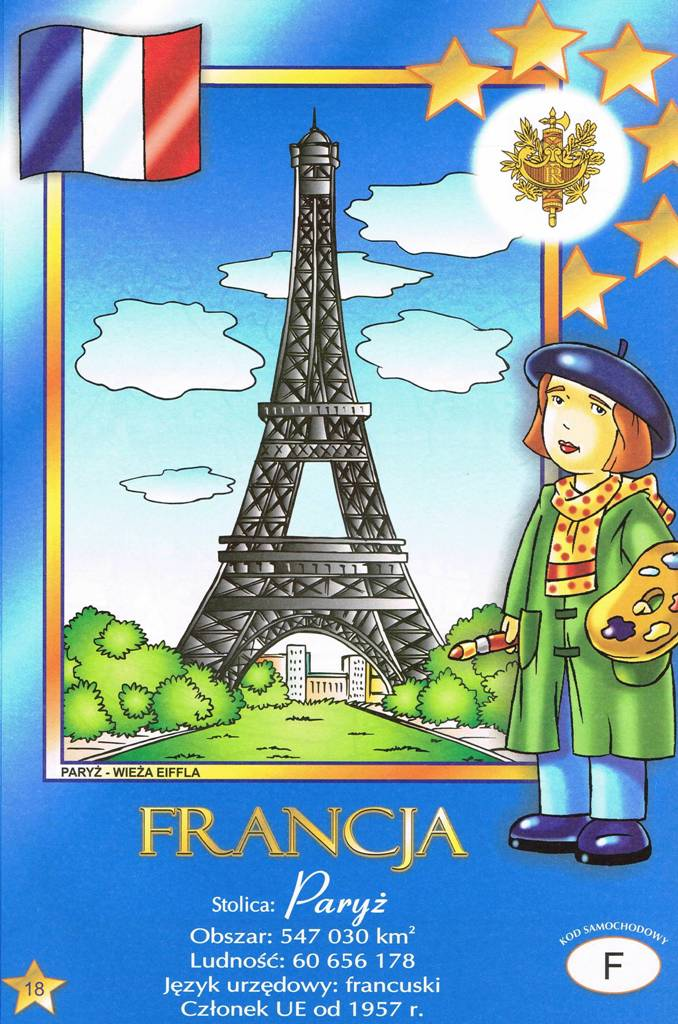 RF
PARYŻ - WIEŻA EIFFLA
FRANCJA
Stolica: Paryż
Obszar: 547 030 km²
Ludność: 60 656 178
Język urzędowy: francuski
Członek UE od 1957 r.
KOD SAMOCHODOWY
F
18